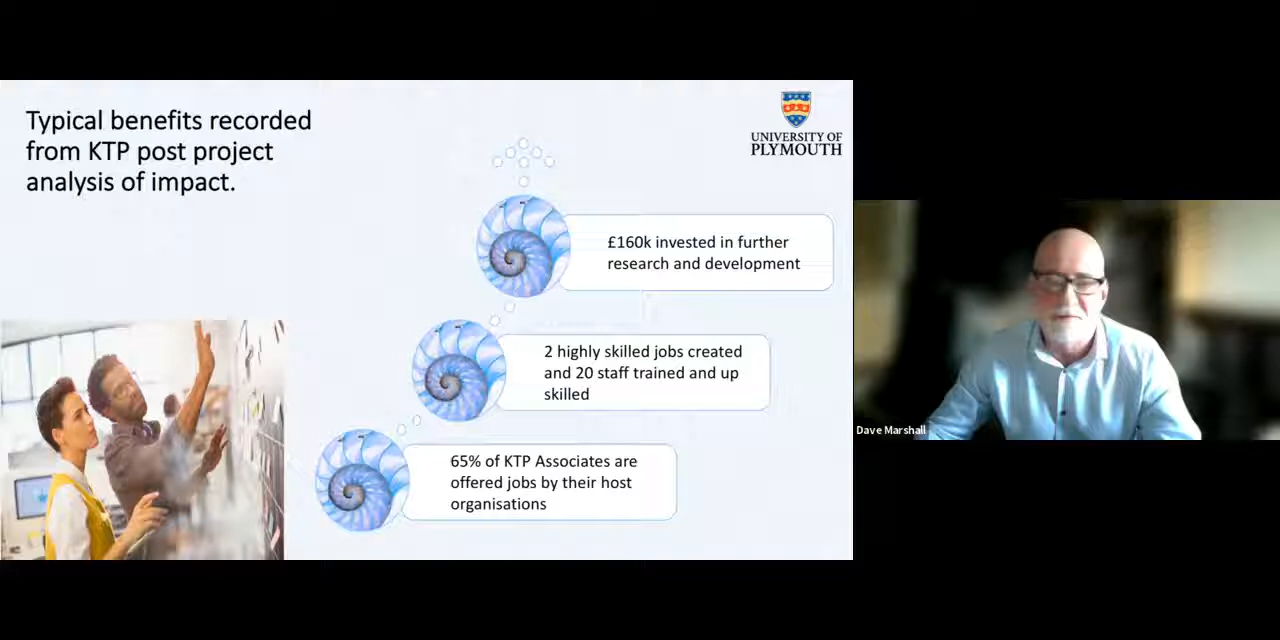 Typical benefits recorded
from KTP post project
analysis of impact.
UNIVERSITY OF
PLYMOUTH
£160k invested in further
research and development
2 highly skilled jobs created
and 20 staff trained and up
skilled
65% of KTP Associates are
offered jobs by their host
organisations
Dave Marshall